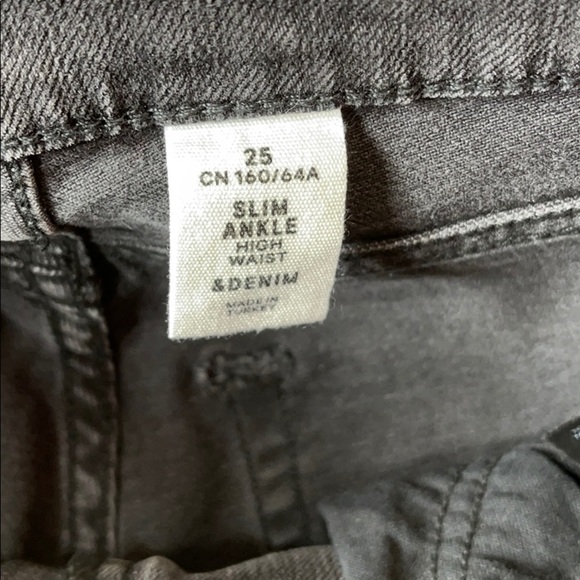 25
CN 160/64A
SLIM
ANKLE
HIGH
WAIST
&DENIM
MADE IN
TURKEY